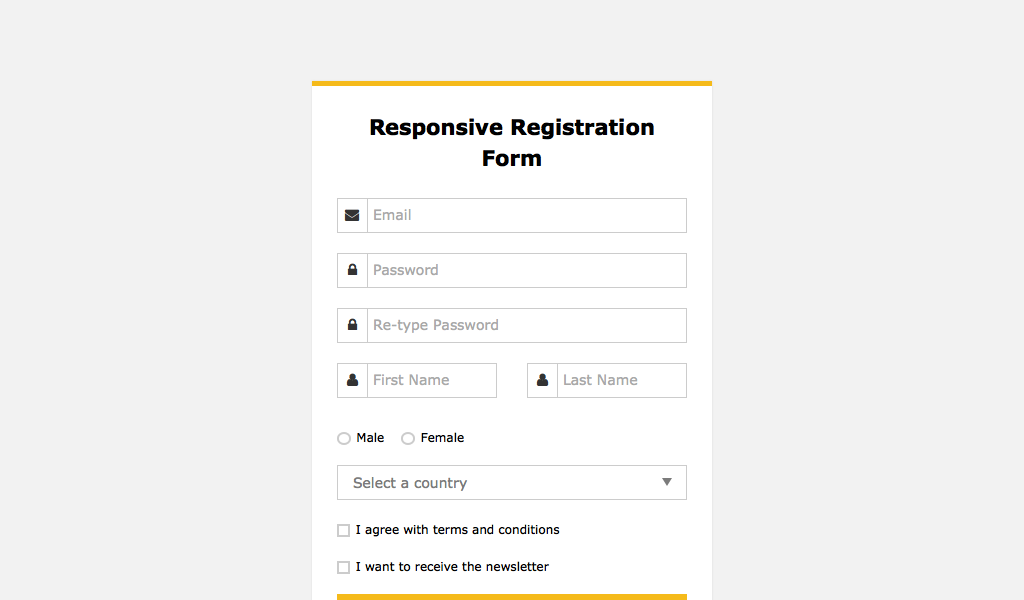 Responsive Registration
Form
Email
Password
Re-type Password
First Name Last Name
Male Female
Select a country
I agree with terms and conditions
I want to receive the newsletter